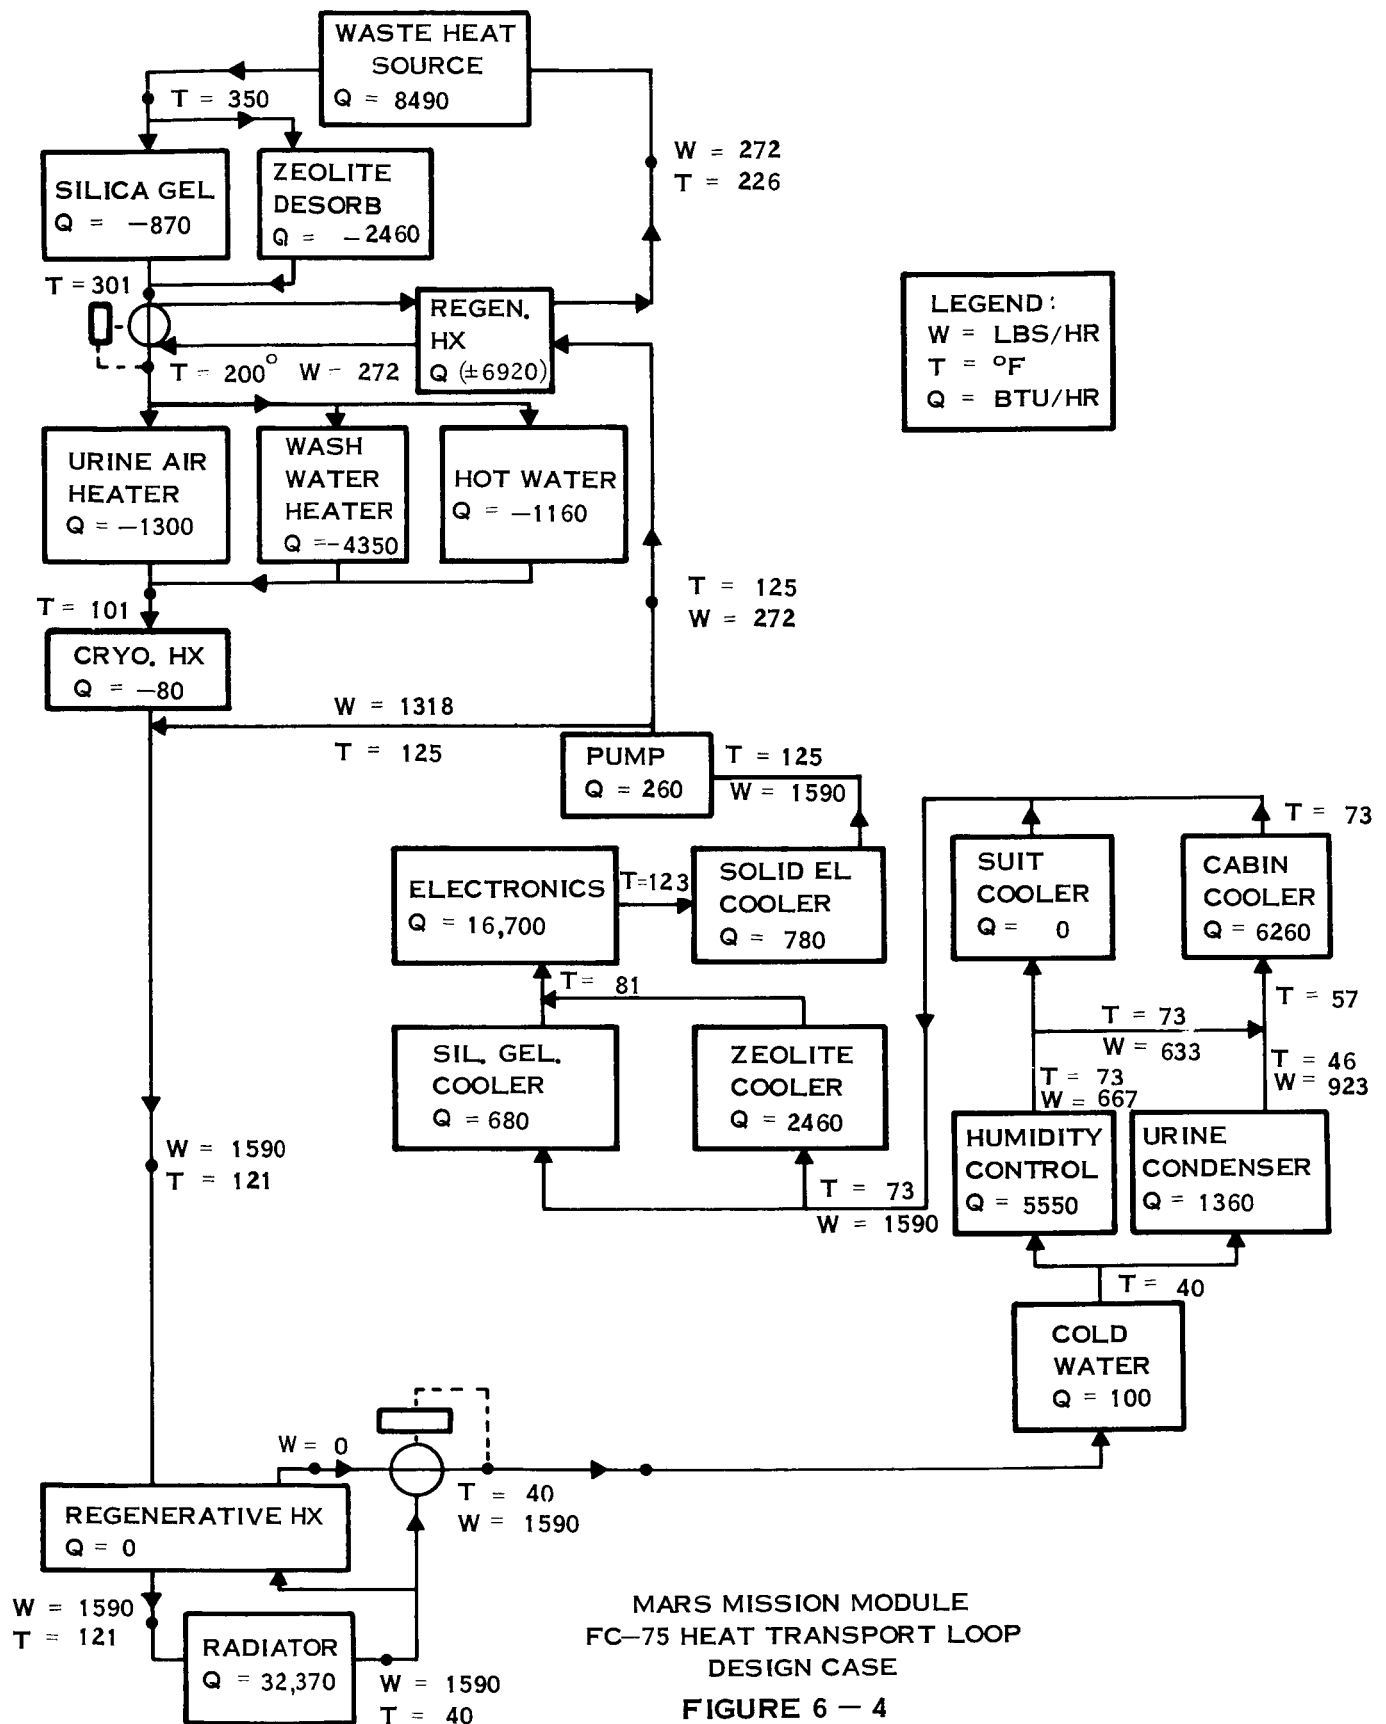 WASTE HEAT
SOURCE
Q = 8490
T = 350
W = 272
T = 226
SILICA GEL
Q = -870
ZEOLITE
DESORB
Q = -2460
T = 301
REGEN.
HX
Q (±6920)
T = 200° W = 272
LEGEND:
W = LBS/HR
T = °F
Q = BTU/HR
URINE AIR
HEATER
Q = -1300
WASH
WATER
HEATER
Q = -4350
HOT WATER
Q = -1160
T = 101
T = 125
W = 272
CRYO. HX
Q = -80
W = 1318
T = 125
PUMP
Q = 260
T = 125
W = 1590
ELECTRONICS
Q = 16,700
T=123
SOLID EL
COOLER
Q = 780
SUIT
COOLER
Q = 0
CABIN
COOLER
Q = 6260
T = 73
T = 81
SIL. GEL.
COOLER
Q = 680
ZEOLITE
COOLER
Q = 2460
T = 73
W = 1590
T = 57
T = 73
W = 633
T = 46
W = 923
T = 73
W = 667
HUMIDITY
CONTROL
Q = 5550
URINE
CONDENSER
Q = 1360
W = 1590
T = 121
T = 40
COLD
WATER
Q = 100
W = 0
T = 40
W = 1590
REGENERATIVE HX
Q = 0
W = 1590
T = 121
RADIATOR
Q = 32,370
W = 1590
T = 40
MARS MISSION MODULE
FC-75 HEAT TRANSPORT LOOP
DESIGN CASE
FIGURE 6 - 4